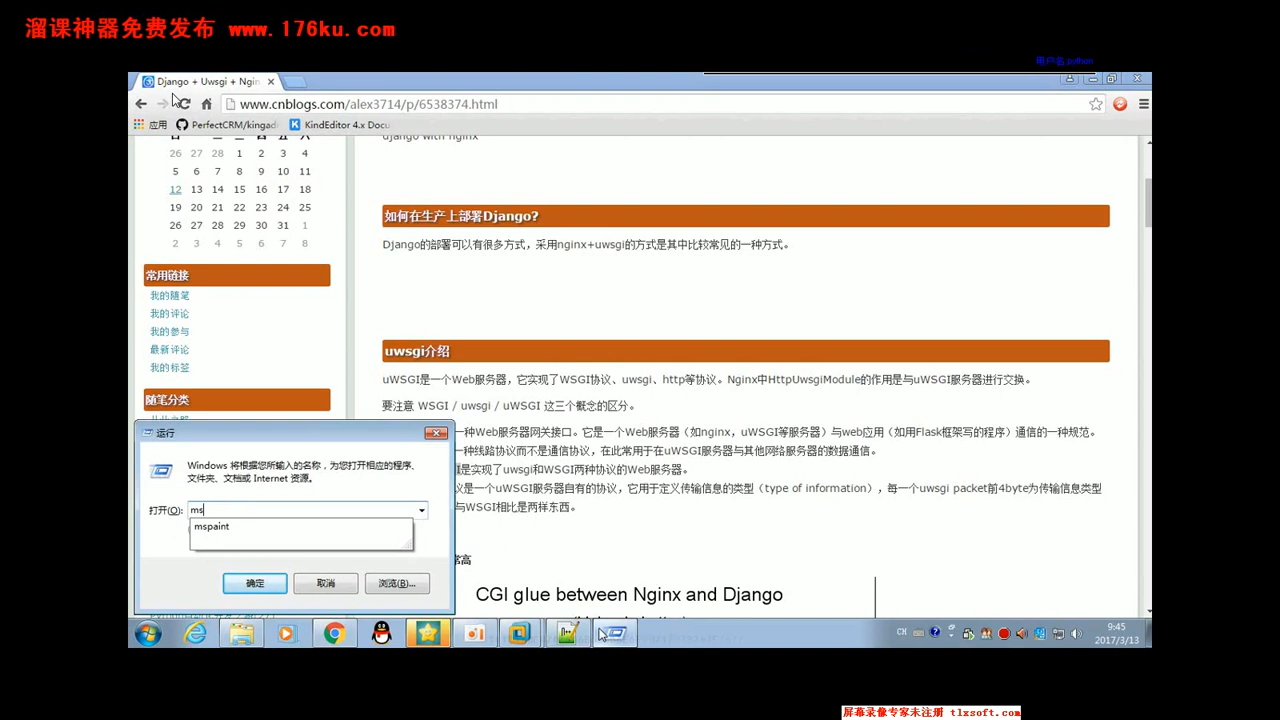 溜课神器免费发布 www.176ku.com
用户名:python
Django + Uwsgi + Ngin
www.cnblogs.com/alex3714/p/6538374.html
应用 PerfectCRM/kingad KindEditor 4.x Docu
日 一 二 三 四 五 六
26 27 28 1 2 3 4
5 6 7 8 9 10 11
12 13 14 15 16 17 18
19 20 21 22 23 24 25
26 27 28 29 30 31 1
2 3 4 5 6 7 8
常用链接
我的随笔
我的评论
我的参与
最新评论
我的标签
随笔分类
django with nginx
如何在生产上部署Django?
Django的部署可以有很多方式，采用nginx+uwsgi的方式是其中比较常见的一种方式。
uwsgi介绍
uWSGI是一个Web服务器，它实现了WSGI协议、uwsgi、http等协议。Nginx中HttpUwsgiModule的作用是与uWSGI服务器进行交换。
要注意 WSGI / uwsgi / uWSGI 这三个概念的区分。
一种Web服务器网关接口。它是一个Web服务器（如nginx，uWSGI等服务器）与web应用（如用Flask框架写的程序）通信的一种规范。
一种线路协议而不是通信协议，在此常用于在uWSGI服务器与其他网络服务器的数据通信。
是实现了uwsgi和WSGI两种协议的Web服务器。
议是一个uWSGI服务器自有的协议，它用于定义传输信息的类型（type of information），每一个uwsgi packet前4byte为传输信息类型
与WSGI相比是两样东西。
常高
CGI glue between Nginx and Django
运行
Windows 将根据您所输入的名称，为您打开相应的程序、
文件夹、文档或 Internet 资源。
打开(O): ms
mspaint
确定 取消 浏览(B)...
CH
9:45
2017/3/13
屏幕录像专家未注册 tlxsoft.com